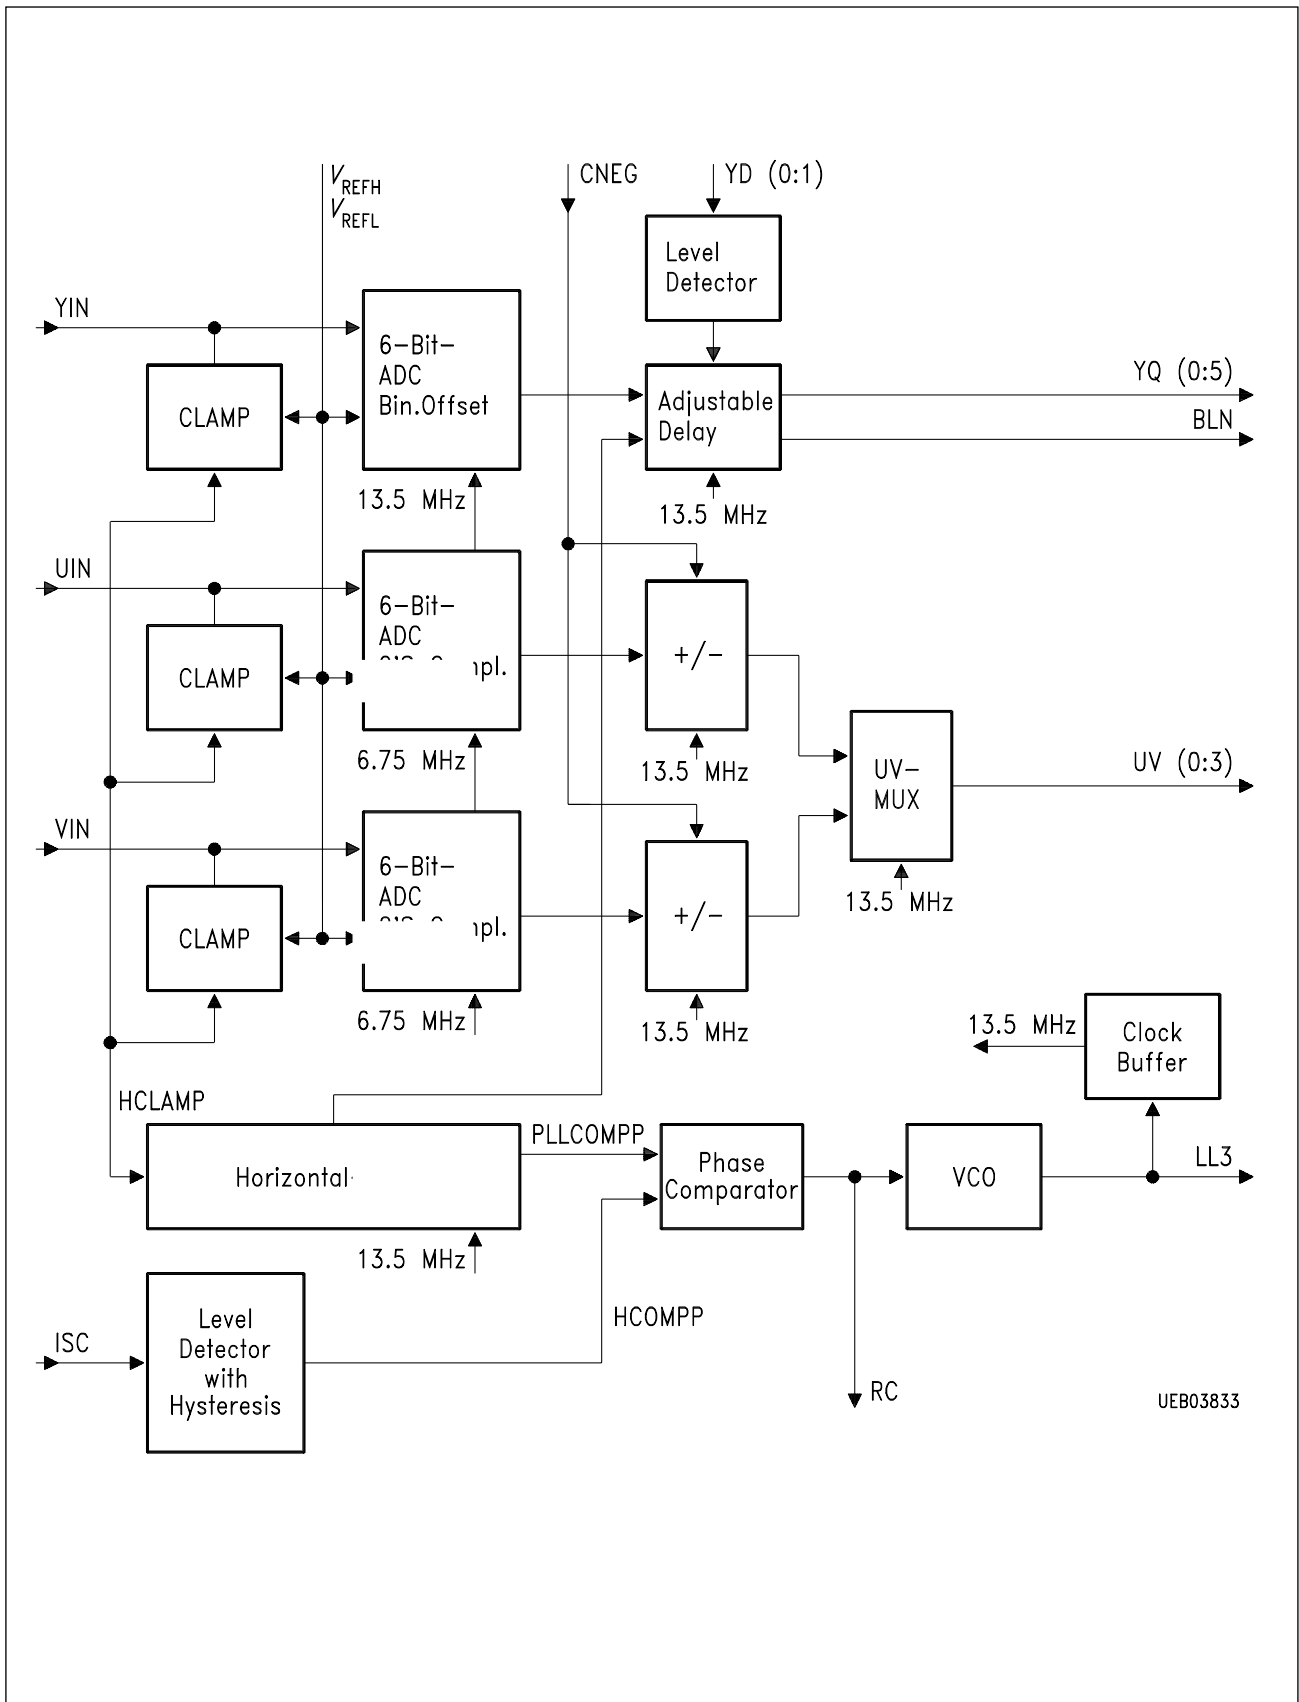 V REFH
V REFL
CNEG
YD (0:1)
Level
Detector
YIN
6-Bit-
ADC
Bin.Offset
CLAMP
Adjustable
Delay
YQ (0:5)
BLN
13.5 MHz
13.5 MHz
UIN
6-Bit-
ADC
CLAMP
+/-
6.75 MHz
13.5 MHz
UV-
MUX
UV (0:3)
VIN
6-Bit-
ADC
CLAMP
+/-
13.5 MHz
6.75 MHz
13.5 MHz
13.5 MHz
Clock
Buffer
HCLAMP
PLLCOMPP
Horizontal
Phase
Comparator
VCO
LL3
13.5 MHz
HCOMPP
ISC
Level
Detector
with
Hysteresis
RC
UEB03833